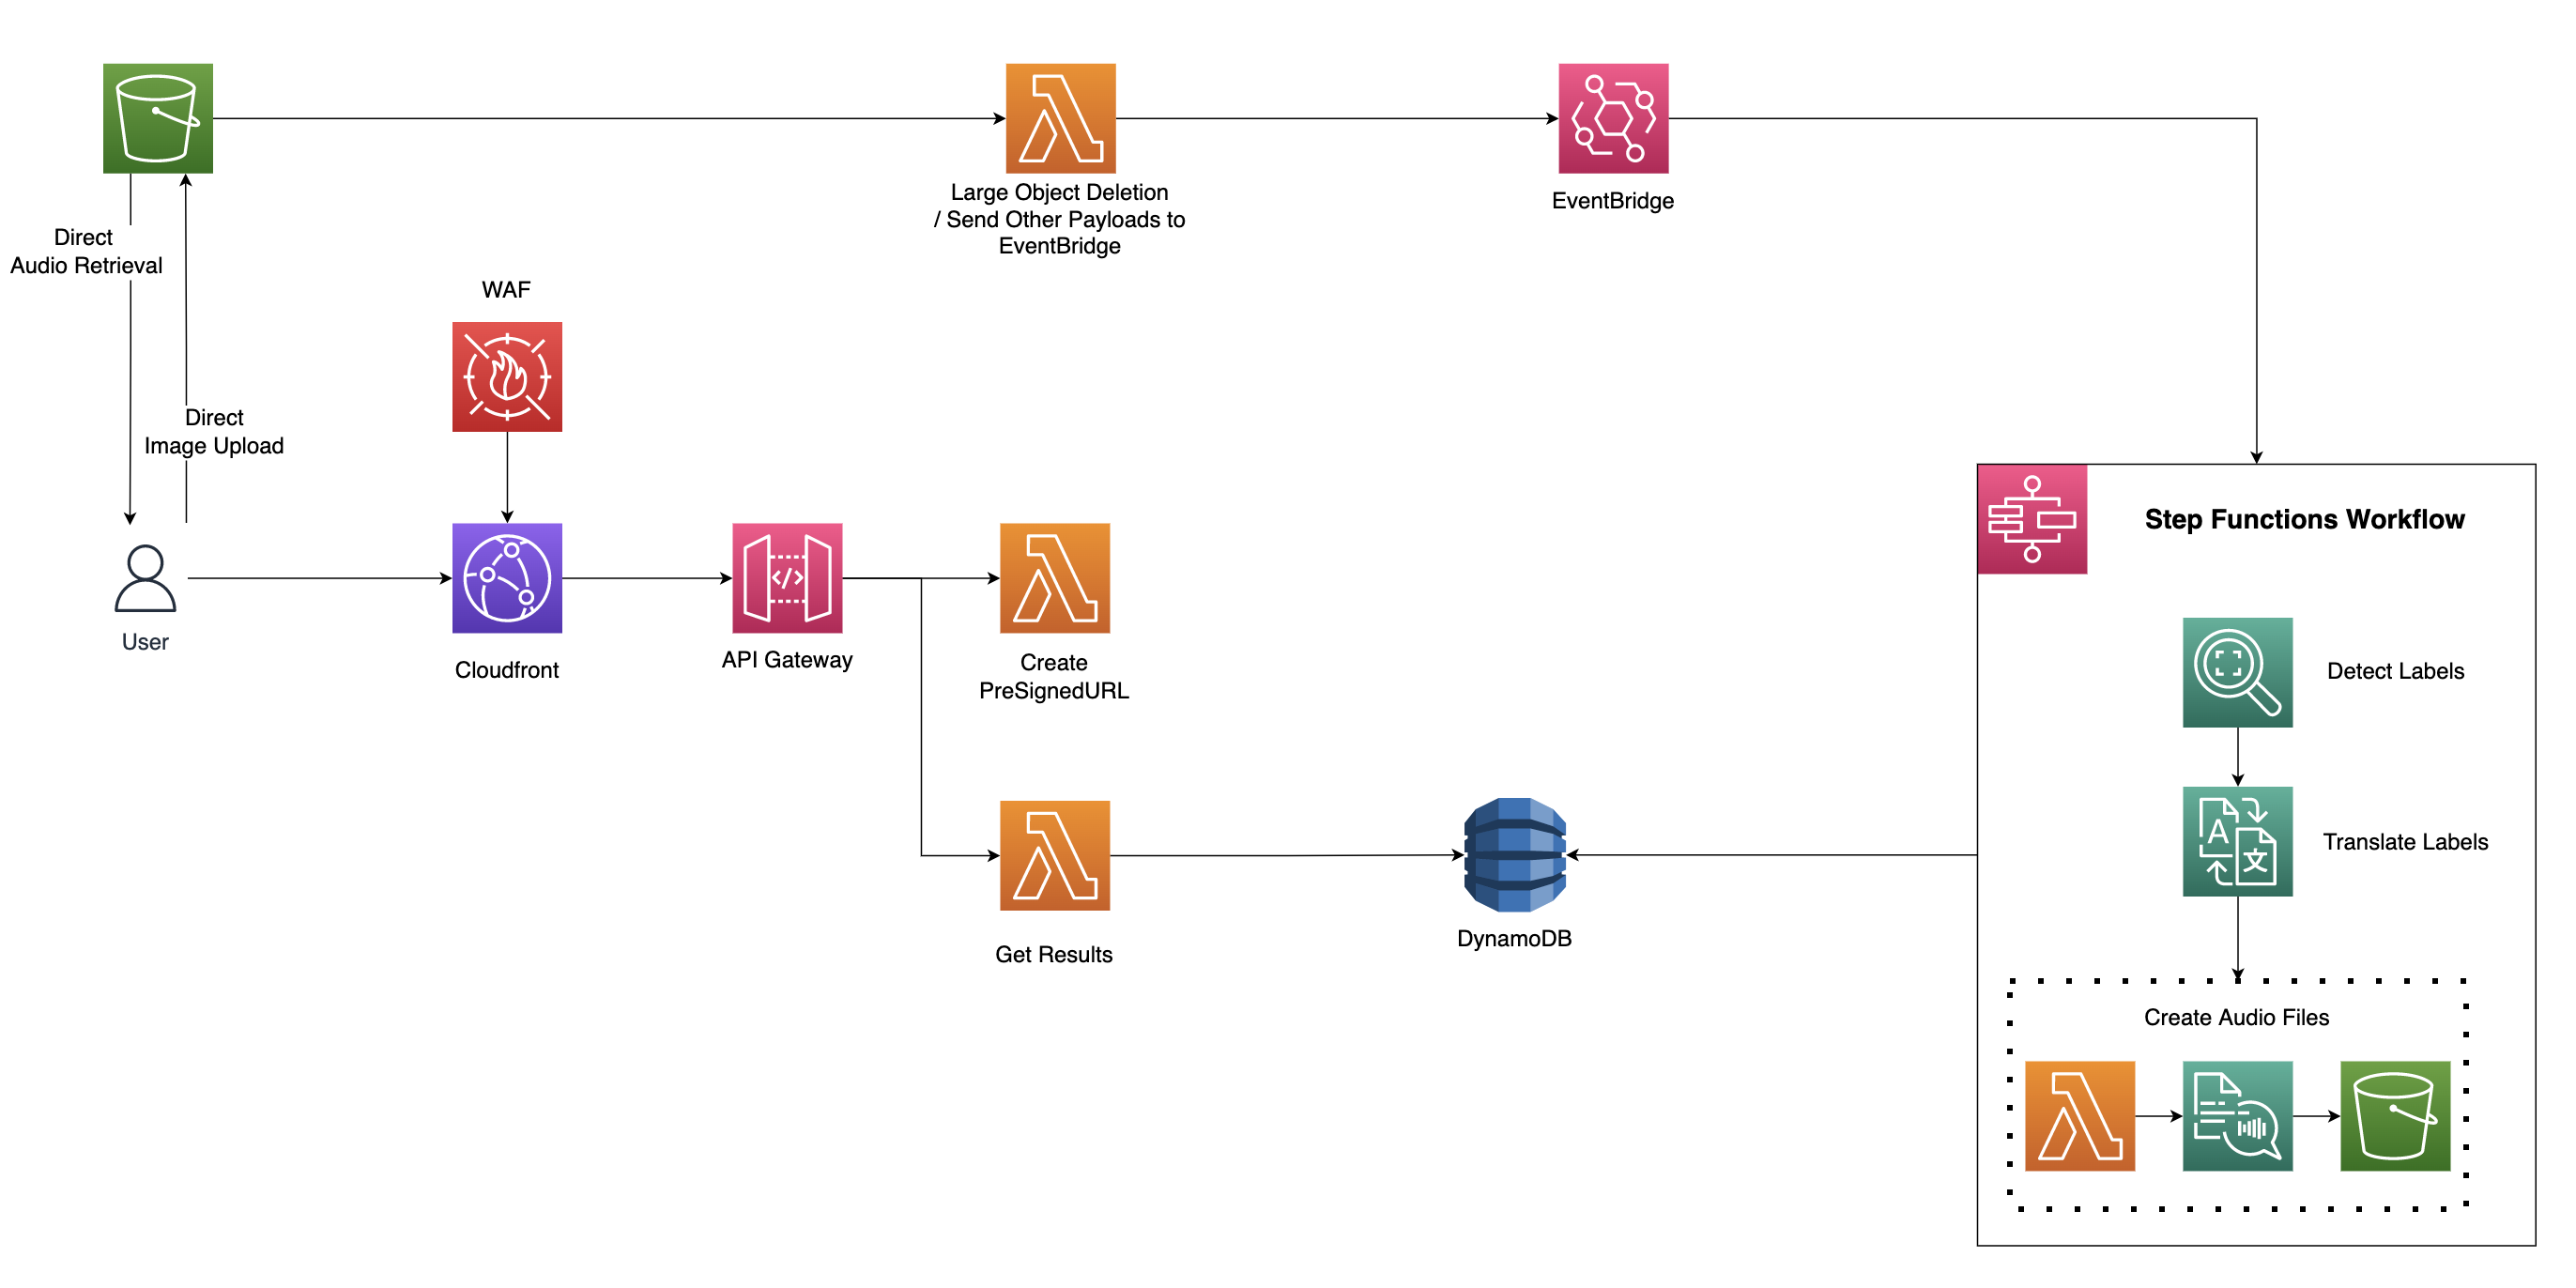 Large Object Deletion
/ Send Other Payloads to
EventBridge
EventBridge
Direct
Audio Retrieval
WAF
Direct
Image Upload
Step Functions Workflow
User
Cloudfront
API Gateway
</>
Create
PreSignedURL
Detect Labels
A
文
Translate Labels
Get Results
DynamoDB
Create Audio Files